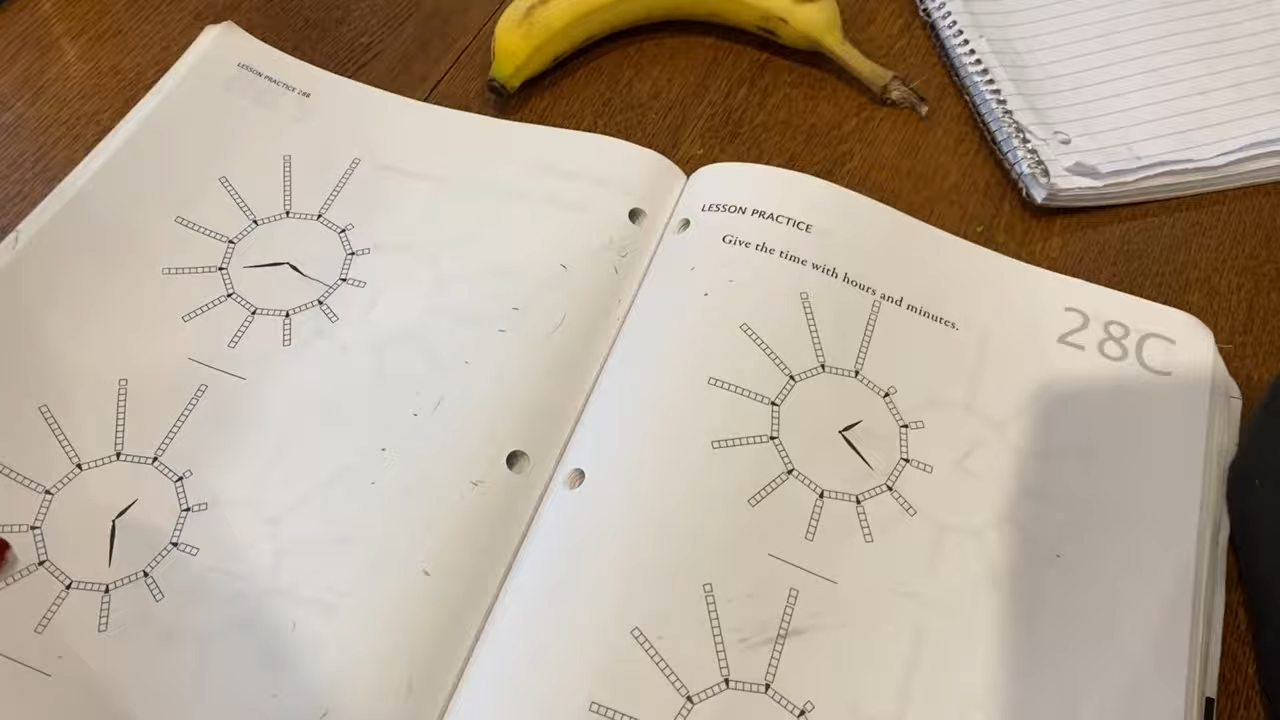 LESSON PRACTICE 28B
LESSON PRACTICE
Give the time with hours and minutes.
28C